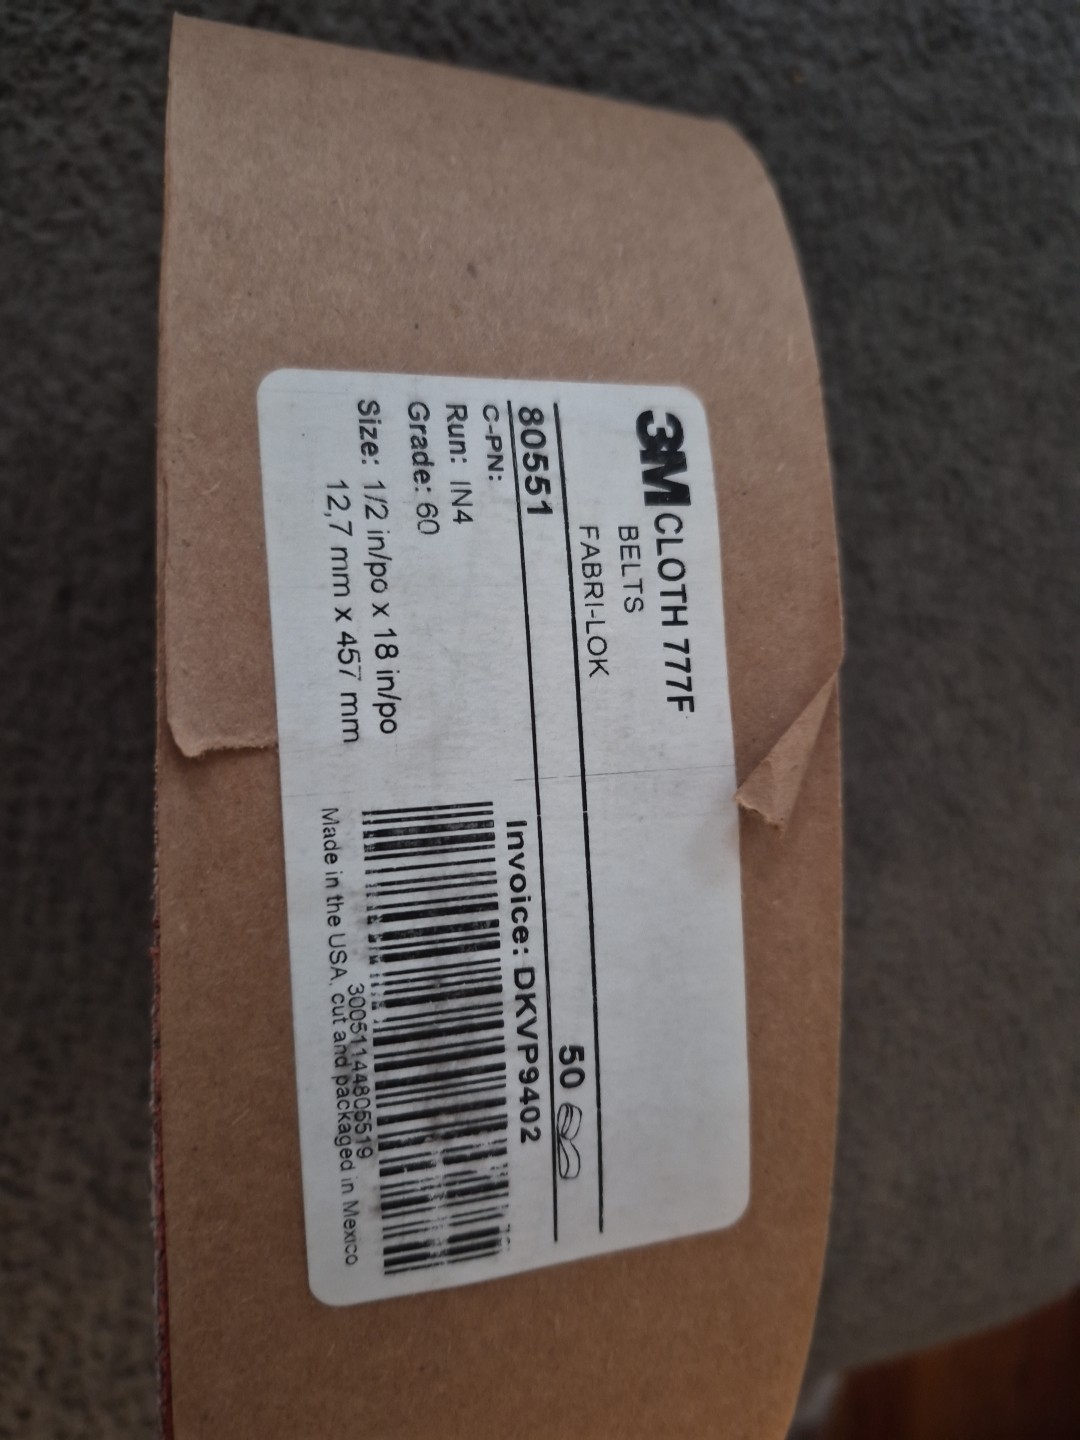 3M CLOTH 777F
BELTS
FABRI-LOK
80551 50
C-PN: Invoice: DKVP9402
Run: IN4
Grade: 60
Size: 1/2 in/po x 18 in/po
12,7 mm x 457 mm
30051144805519
Made in the USA, cut and packaged in Mexico